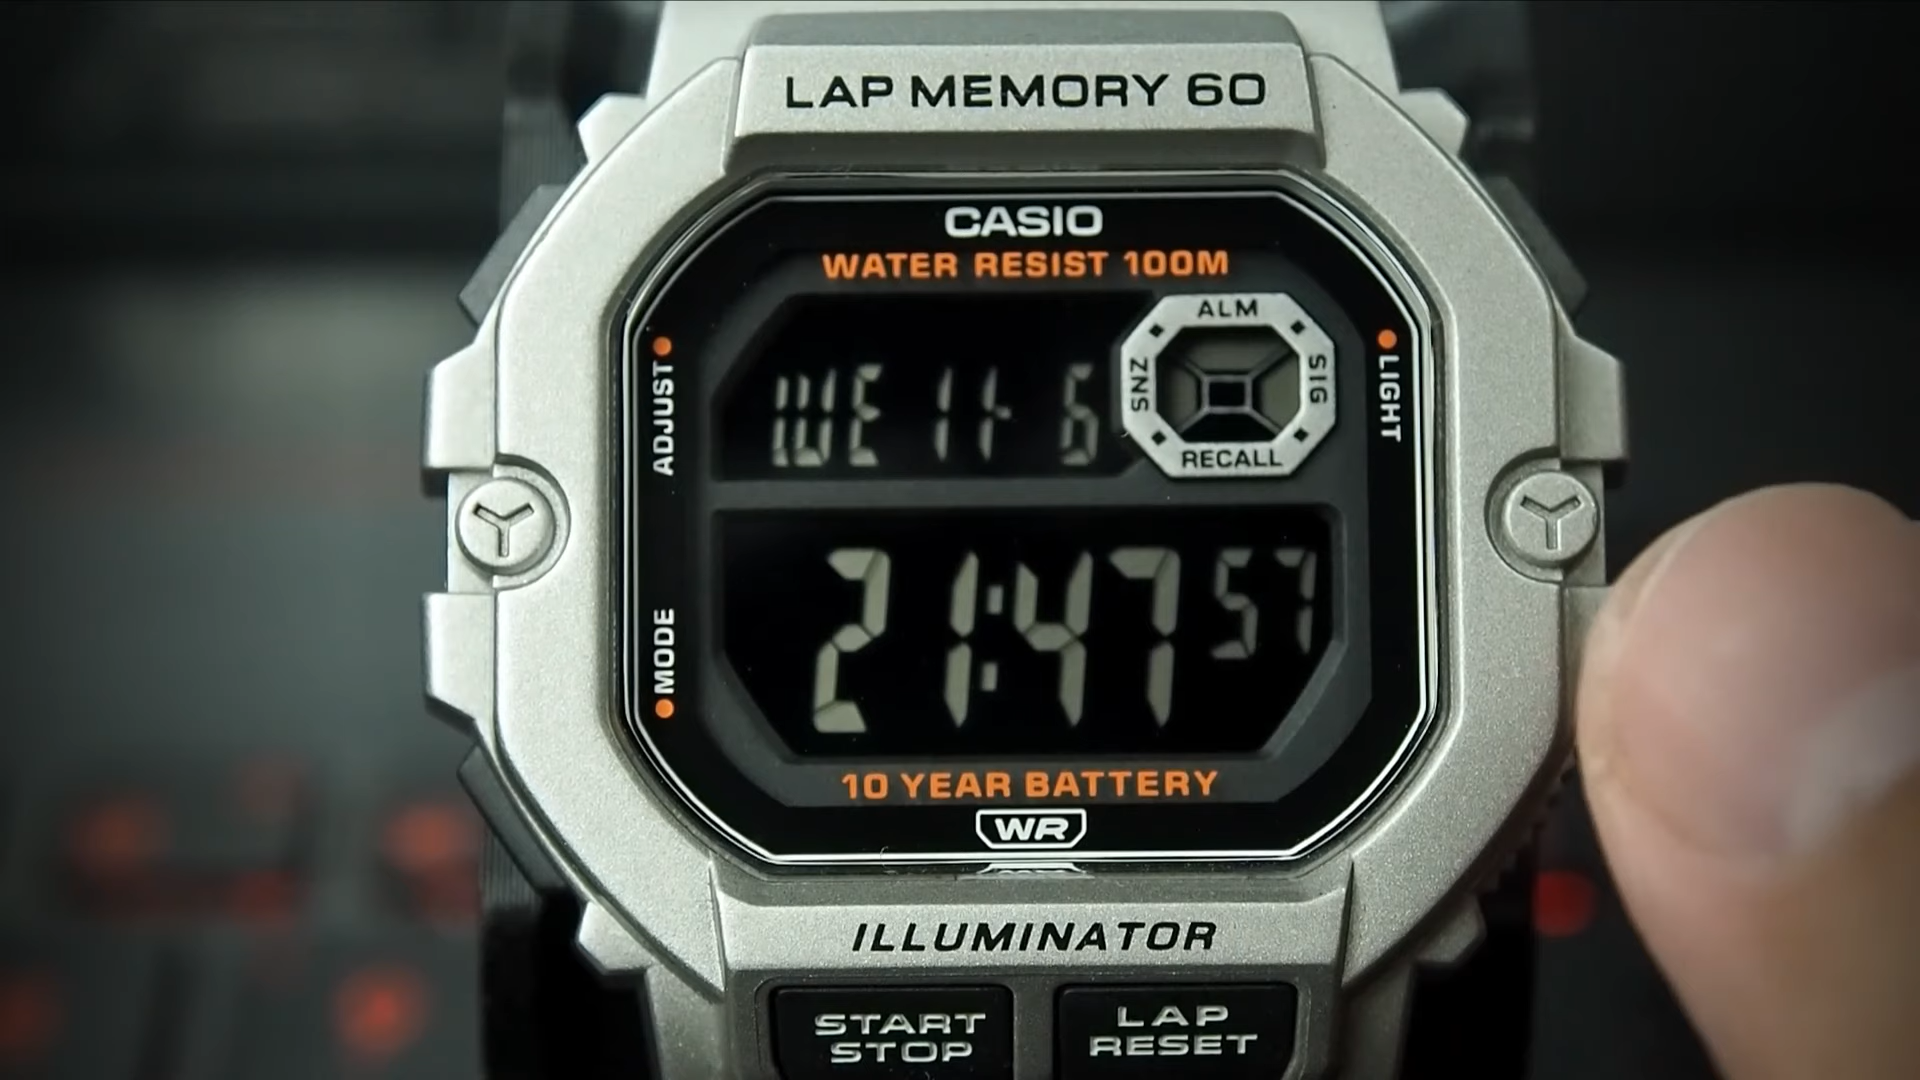 LAP MEMORY 60
CASIO
WATER RESIST 100M
ALM
SIG
SNZ
RECALL
ADJUST
LIGHT
WE 11- 6
21:47 57
MODE
10 YEAR BATTERY
WR
ILLUMINATOR
START
STOP
LAP
RESET